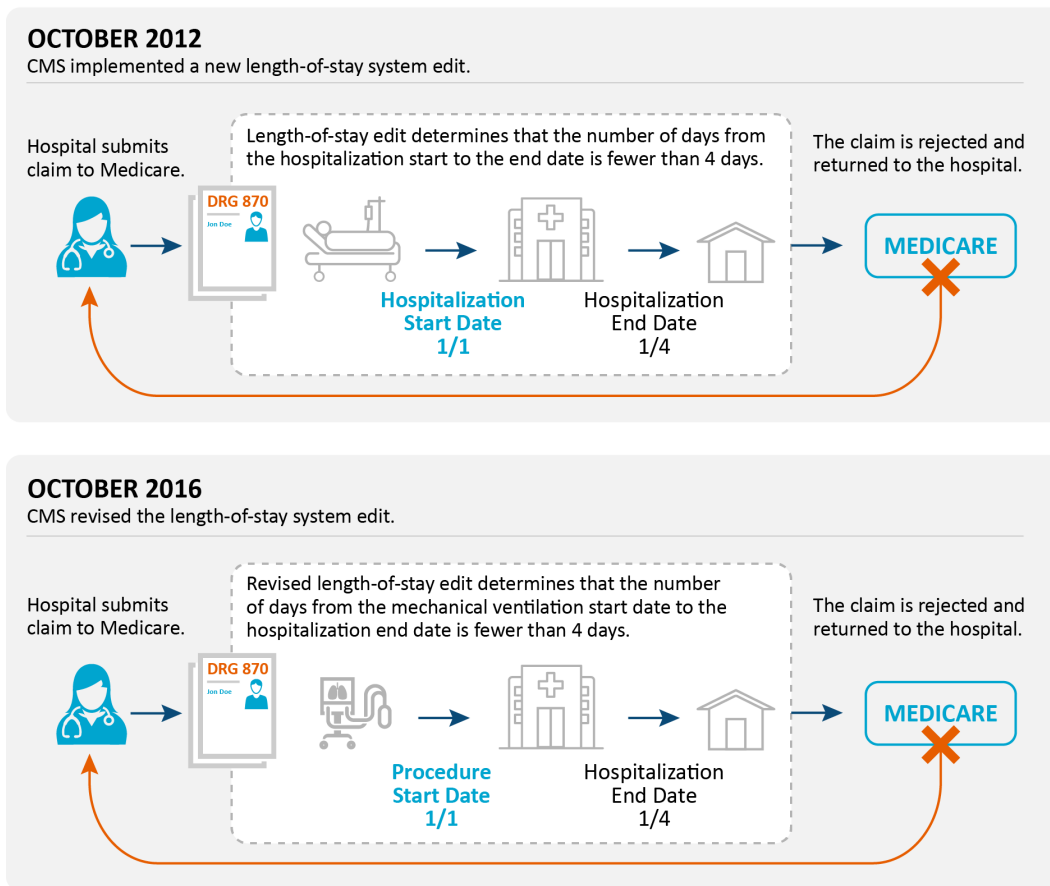 OCTOBER 2012
CMS implemented a new length-of-stay system edit.
Hospital submits
claim to Medicare.
Length-of-stay edit determines that the number of days from
the hospitalization start to the end date is fewer than 4 days.
The claim is rejected and
returned to the hospital.
DRG 870
Jon Doe
MEDICARE
Hospitalization
Start Date
1/1
Hospitalization
End Date
1/4
OCTOBER 2016
CMS revised the length-of-stay system edit.
Hospital submits
claim to Medicare.
Revised length-of-stay edit determines that the number
of days from the mechanical ventilation start date to the
hospitalization end date is fewer than 4 days.
The claim is rejected and
returned to the hospital.
DRG 870
Jon Doe
MEDICARE
Procedure
Start Date
1/1
Hospitalization
End Date
1/4